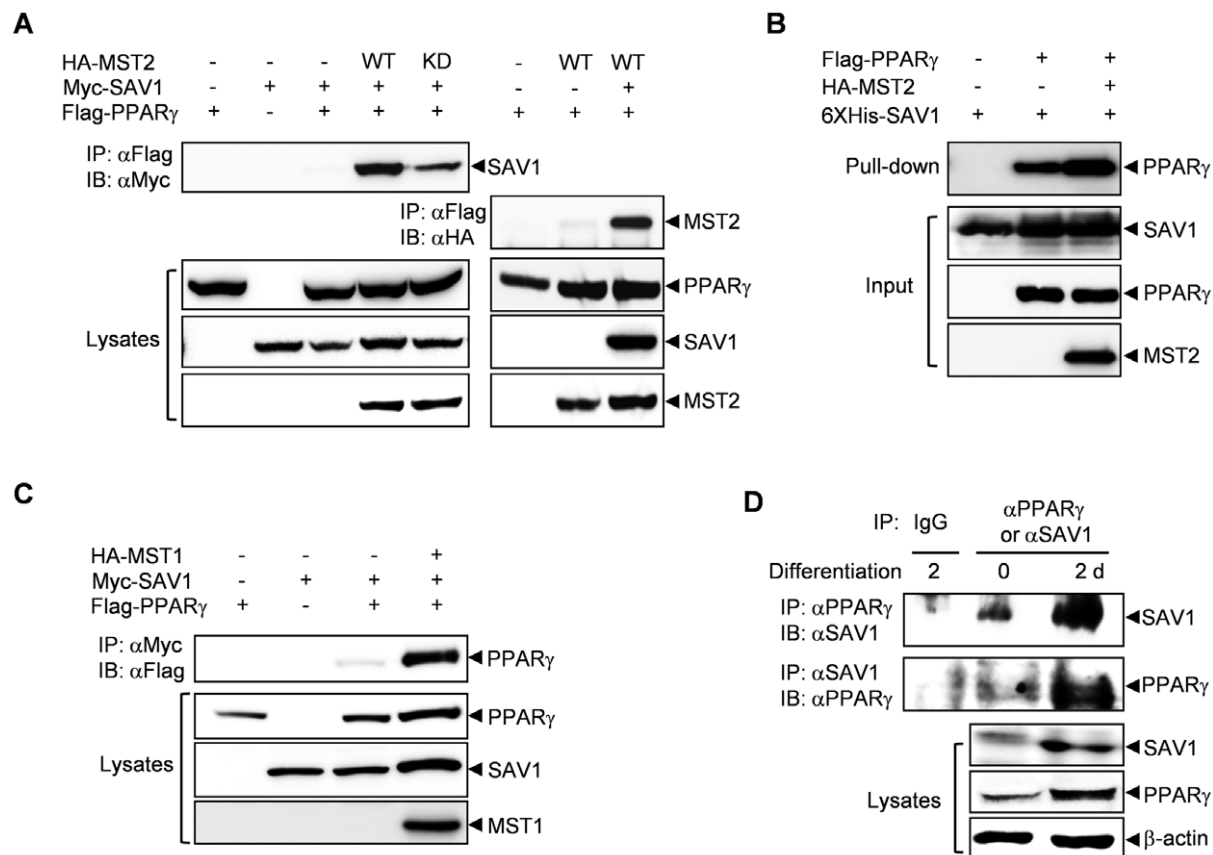 A
HA-MST2 - - - WT KD - WT WT
Myc-SAV1 - + + + + - - +
Flag-PPARγ + - + + + + + +
IP: αFlag
IB: αMyc
SAV1
IP: αFlag
IB: αHA
MST2
Lysates
PPARγ
SAV1
MST2
B
Flag-PPARγ - + +
HA-MST2 - - +
6XHis-SAV1 + + +
Pull-down
PPARγ
Input
SAV1
PPARγ
MST2
C
HA-MST1 - - - +
Myc-SAV1 - + + +
Flag-PPARγ + - + +
IP: αMyc
IB: αFlag
PPARγ
Lysates
PPARγ
SAV1
MST1
D
IP: IgG αPPARγ
or αSAV1
Differentiation 2 0 2 d
IP: αPPARγ
IB: αSAV1
SAV1
IP: αSAV1
IB: αPPARγ
PPARγ
Lysates
SAV1
PPARγ
β-actin